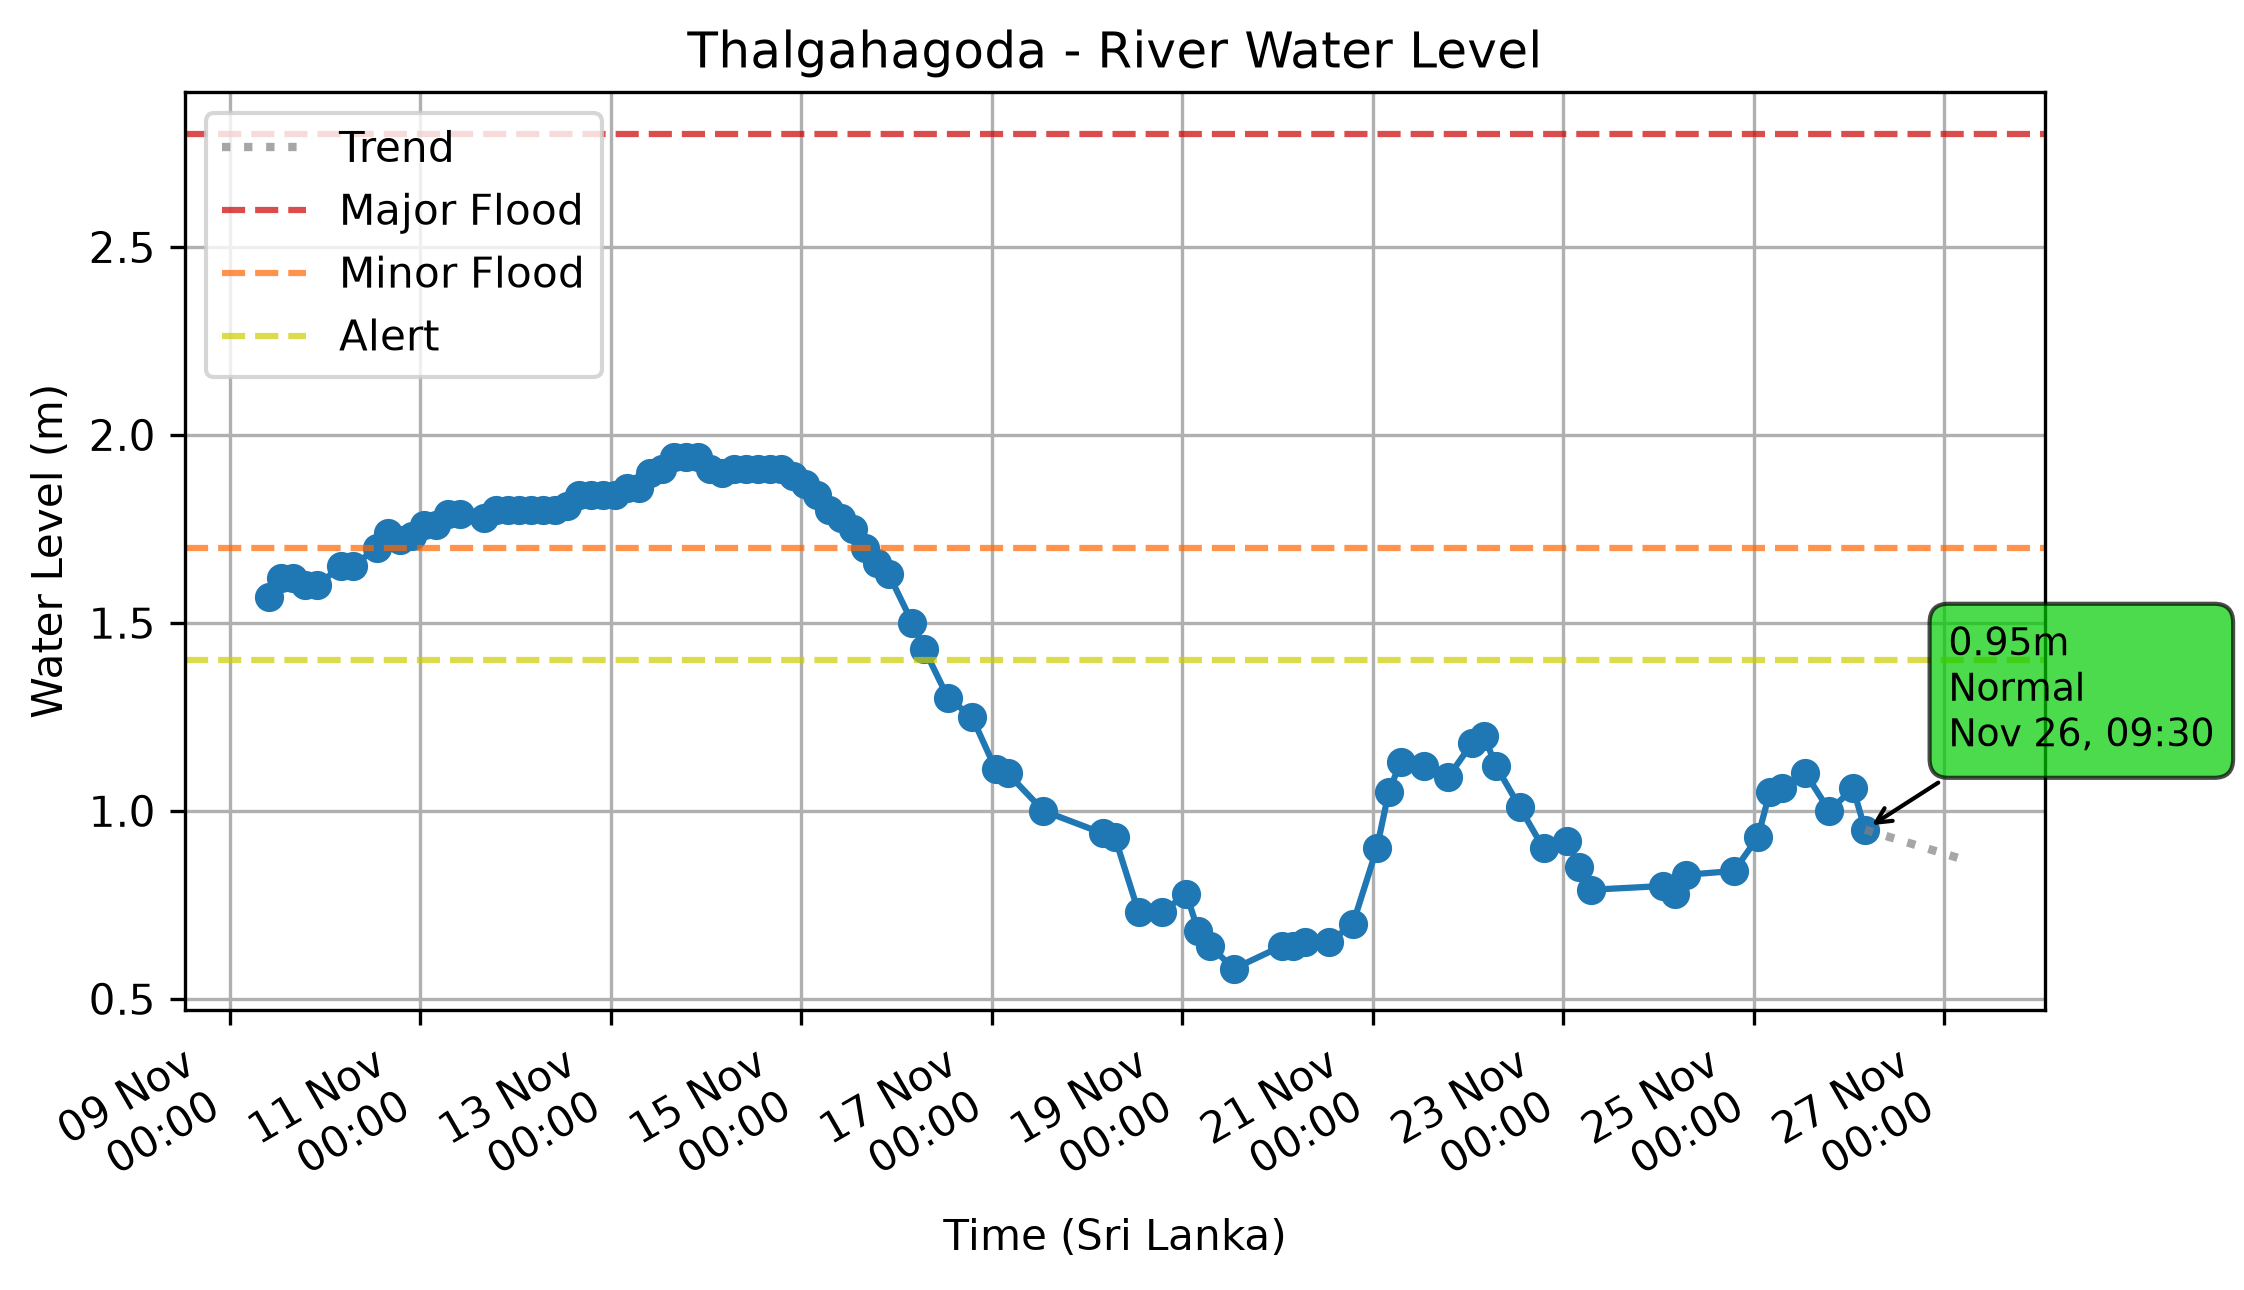 Thalgahagoda - River Water Level
Trend
Major Flood
Minor Flood
Alert
Water Level (m)
2.5
2.0
1.5
1.0
0.5
0.95m
Normal
Nov 26, 09:30
09 Nov
00:00
11 Nov
00:00
13 Nov
00:00
15 Nov
00:00
17 Nov
00:00
19 Nov
00:00
21 Nov
00:00
23 Nov
00:00
25 Nov
00:00
27 Nov
00:00
Time (Sri Lanka)